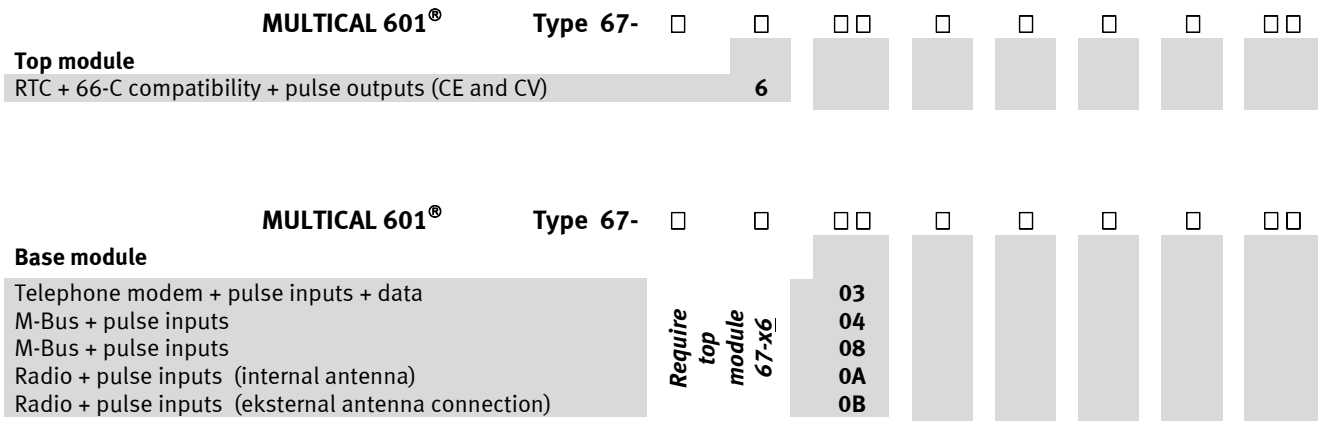 MULTICAL 601® Type 67- □ □ □□ □ □ □ □ □□
Top module
RTC + 66-C compatibility + pulse outputs (CE and CV) 6
MULTICAL 601® Type 67- □ □ □□ □ □ □ □ □□
Base module
Telephone modem + pulse inputs + data 03
M-Bus + pulse inputs 04
M-Bus + pulse inputs 08
Radio + pulse inputs (internal antenna) 0A
Radio + pulse inputs (eksternal antenna connection) 0B
Require
top
module
67-x6